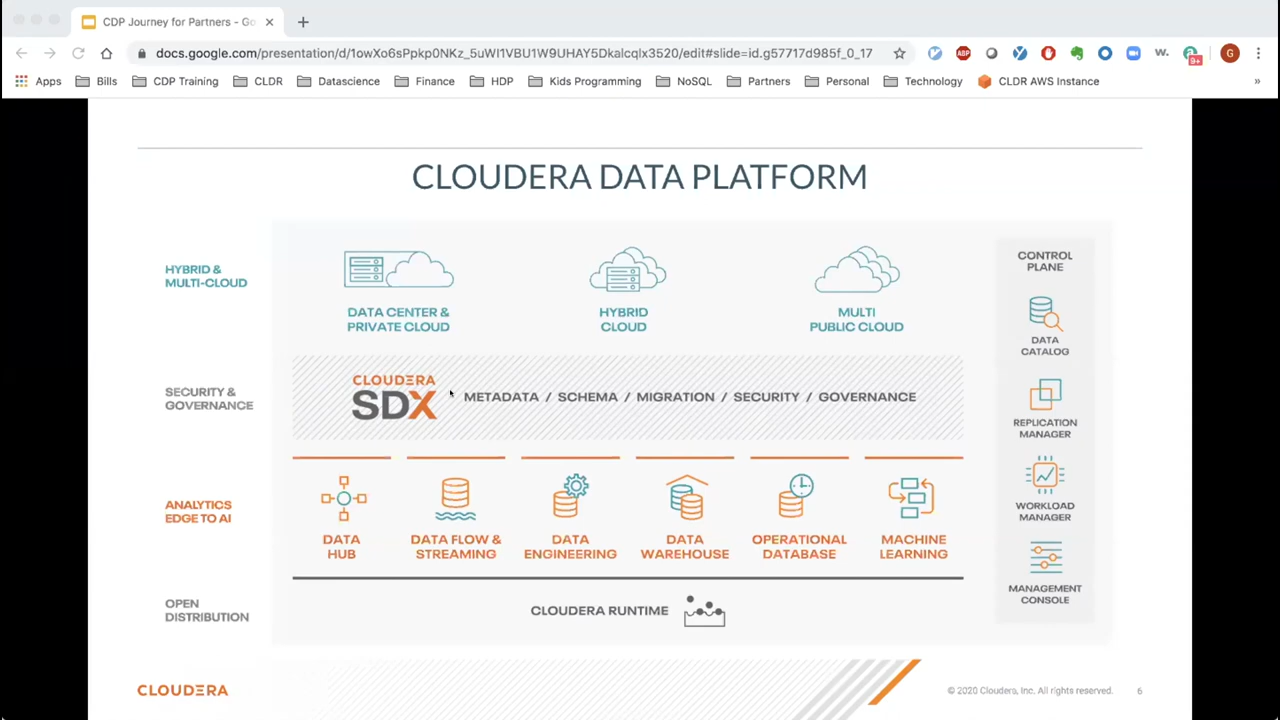 CDP Journey for Partners - Go
docs.google.com/presentation/d/1owXo6sPpkp0NKz_5uWl1VBU1W9UHAY5Dkalcqlx3520/edit#slide=id.g57717d985f_0_17
ABP
w.
9+
G
Apps
Bills
CDP Training
CLDR
Datascience
Finance
HDP
Kids Programming
NoSQL
Partners
Personal
Technology
CLDR AWS Instance
»
CLOUDERA DATA PLATFORM
HYBRID &
MULTI-CLOUD
DATA CENTER &
PRIVATE CLOUD
HYBRID
CLOUD
MULTI
PUBLIC CLOUD
SECURITY &
GOVERNANCE
CLOUDERA
SDX
METADATA / SCHEMA / MIGRATION / SECURITY / GOVERNANCE
ANALYTICS
EDGE TO AI
DATA
HUB
DATA FLOW &
STREAMING
DATA
ENGINEERING
DATA
WAREHOUSE
OPERATIONAL
DATABASE
MACHINE
LEARNING
OPEN
DISTRIBUTION
CLOUDERA RUNTIME
CONTROL
PLANE
DATA
CATALOG
REPLICATION
MANAGER
WORKLOAD
MANAGER
MANAGEMENT
CONSOLE
CLOUDERA
© 2020 Cloudera, Inc. All rights reserved.
6